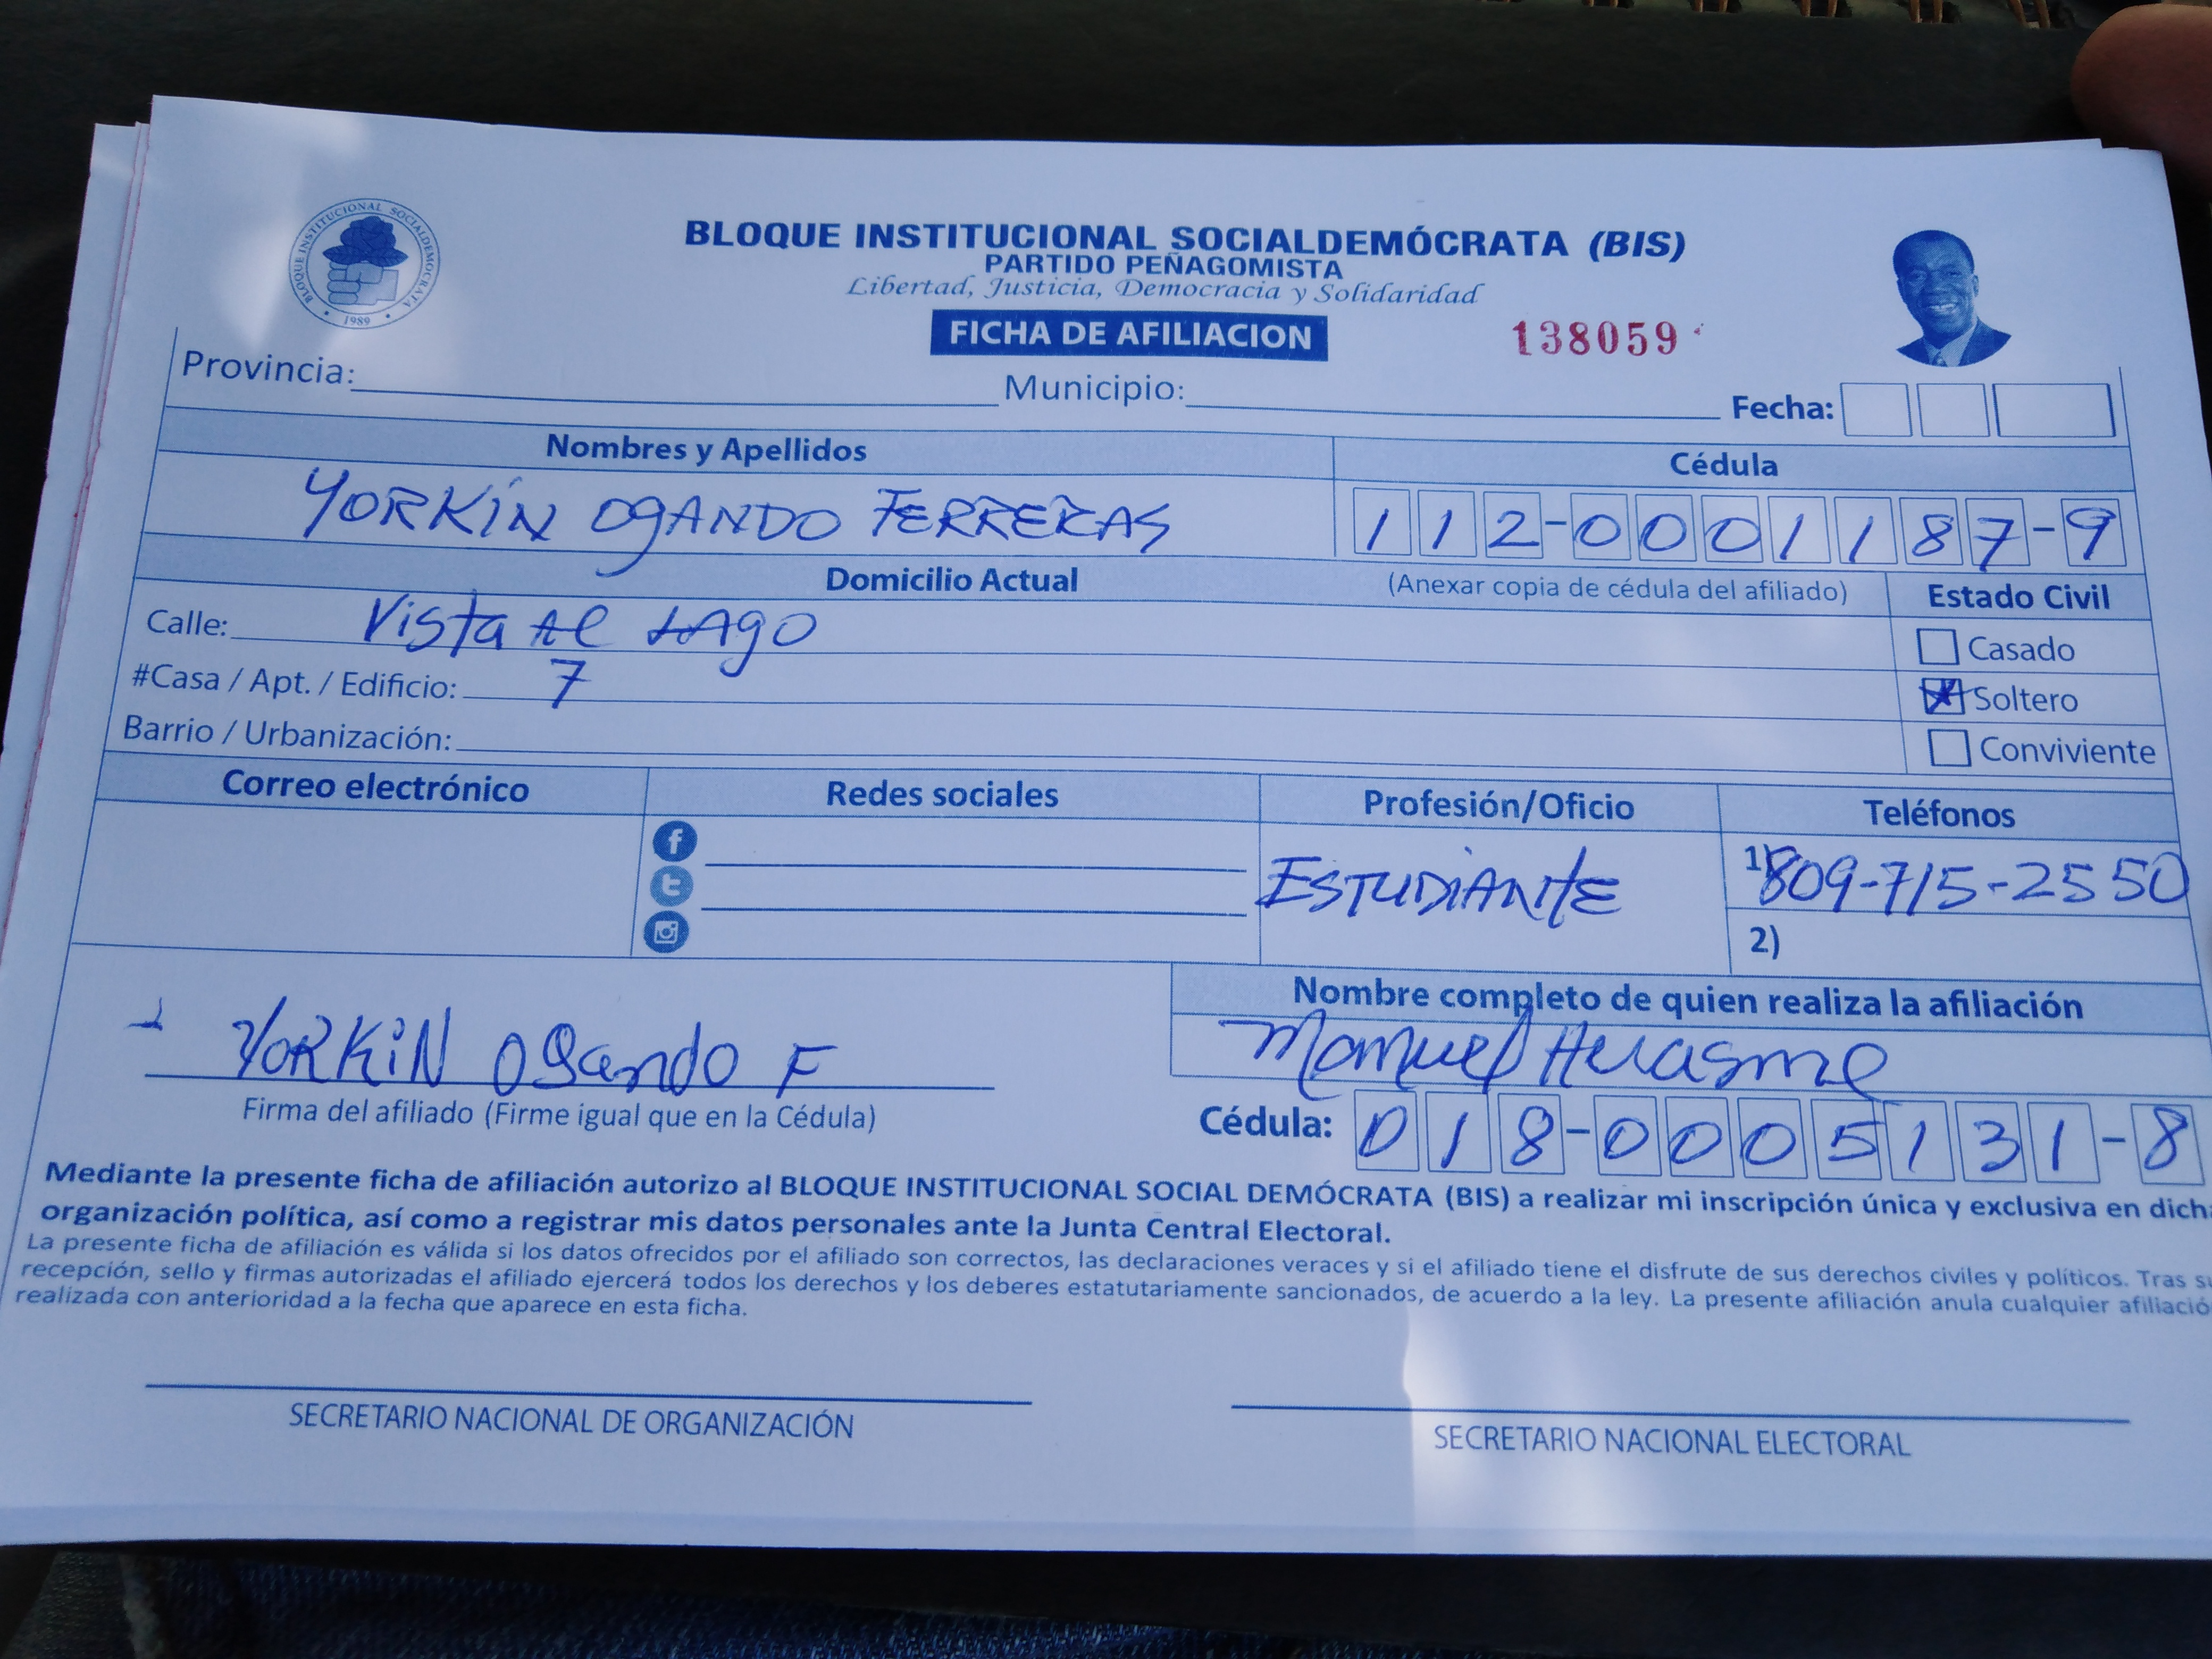 BLOQUE INSTITUCIONAL SOCIALDEMOCRATA
1989
BLOQUE INSTITUCIONAL SOCIALDEMÓCRATA (BIS)
PARTIDO PEÑAGOMISTA
Libertad, Justicia, Democracia y Solidaridad
FICHA DE AFILIACION 138059
Provincia: Municipio: Fecha:
Nombres y Apellidos Cédula
YORKÍN OGANDO FERRERAS 112-0001187-9
Domicilio Actual (Anexar copia de cédula del afiliado) Estado Civil
Calle: Vista Al LAgO
Casado
#Casa / Apt. / Edificio: 7 Soltero
Barrio / Urbanización: Conviviente
Correo electrónico Redes sociales Profesión/Oficio Teléfonos
ESTUDIANTE 1) 809-715-2550
2)
Nombre completo de quien realiza la afiliación
YORKiN OGando F Manuel Herasme
Firma del afiliado (Firme igual que en la Cédula) Cédula: 018-0005131-8
Mediante la presente ficha de afiliación autorizo al BLOQUE INSTITUCIONAL SOCIAL DEMÓCRATA (BIS) a realizar mi inscripción única y exclusiva en dich
organización política, así como a registrar mis datos personales ante la Junta Central Electoral.
La presente ficha de afiliación es válida si los datos ofrecidos por el afiliado son correctos, las declaraciones veraces y si el afiliado tiene el disfrute de sus derechos civiles y políticos. Tras s
recepción, sello y firmas autorizadas el afiliado ejercerá todos los derechos y los deberes estatutariamente sancionados, de acuerdo a la ley. La presente afiliación anula cualquier afiliació
realizada con anterioridad a la fecha que aparece en esta ficha.
SECRETARIO NACIONAL DE ORGANIZACIÓN SECRETARIO NACIONAL ELECTORAL